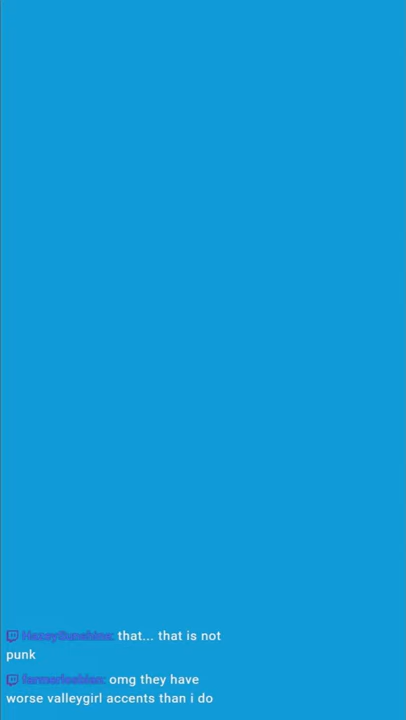 that... that is not
punk
omg they have
worse valleygirl accents than i do